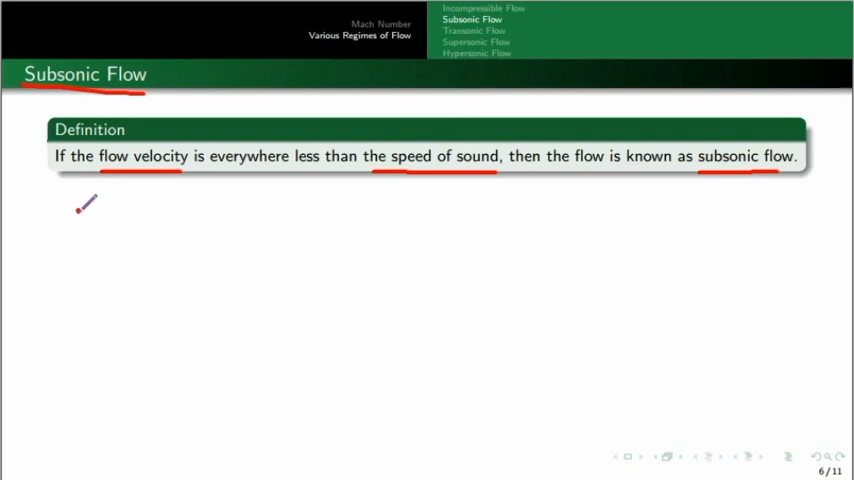 Mach Number
Various Regimes of Flow
Incompressible Flow
Subsonic Flow
Transonic Flow
Supersonic Flow
Hypersonic Flow
Subsonic Flow
Definition
If the flow velocity is everywhere less than the speed of sound, then the flow is known as subsonic flow.
6/11